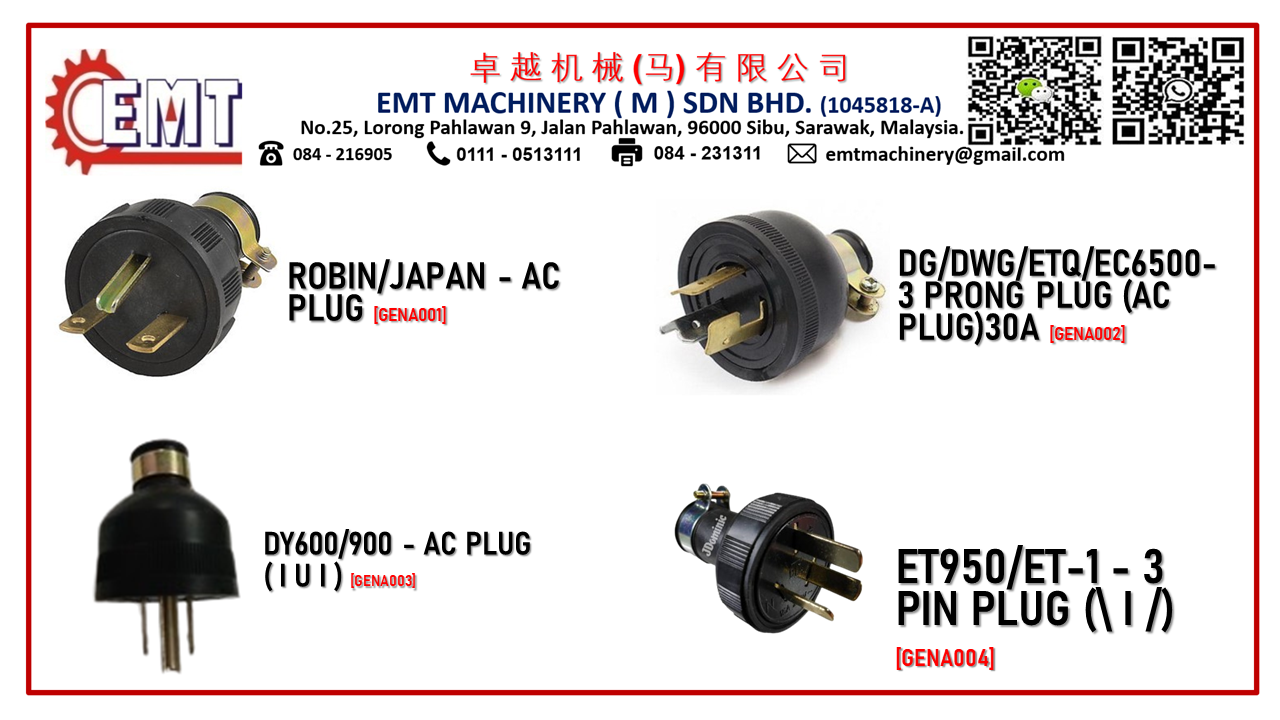 EMT
卓越机械(马)有限公司
EMT MACHINERY ( M ) SDN BHD. (1045818-A)
No.25, Lorong Pahlawan 9, Jalan Pahlawan, 96000 Sibu, Sarawak, Malaysia.
084 - 216905
0111 - 0513111
084 - 231311
emtmachinery@gmail.com
ROBIN/JAPAN - AC
PLUG [GENA001]
DG/DWG/ETQ/EC6500-
3 PRONG PLUG (AC
PLUG)30A [GENA002]
DY600/900 - AC PLUG
( I U I ) [GENA003]
JDominic
ET950/ET-1 - 3
PIN PLUG (\ I /)
[GENA004]